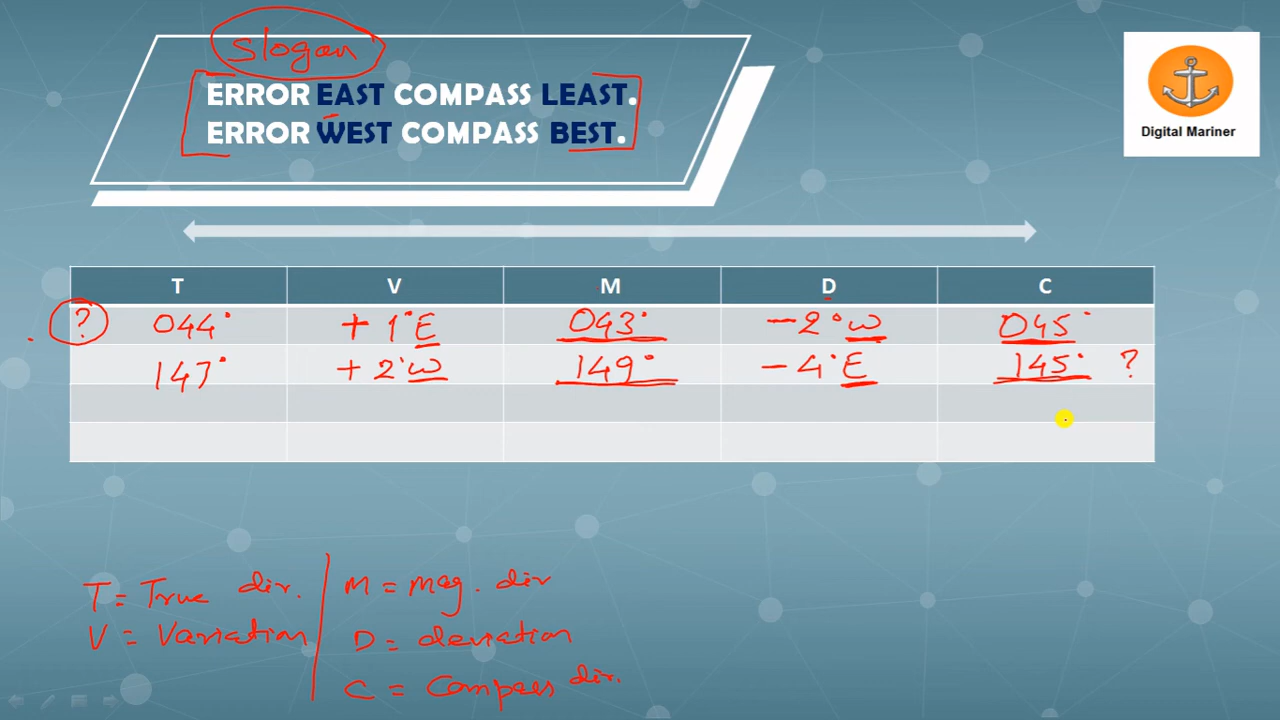 Slogan
ERROR EAST COMPASS LEAST.
ERROR WEST COMPASS BEST.
Digital Mariner
T V M D C
? 044° + 1°E 043° -2°W 045°
147° + 2°W 149° -4°E 145° ?
T = True dir. M = Mag. dir
V = Variation D = deviation
C = Compass dir.